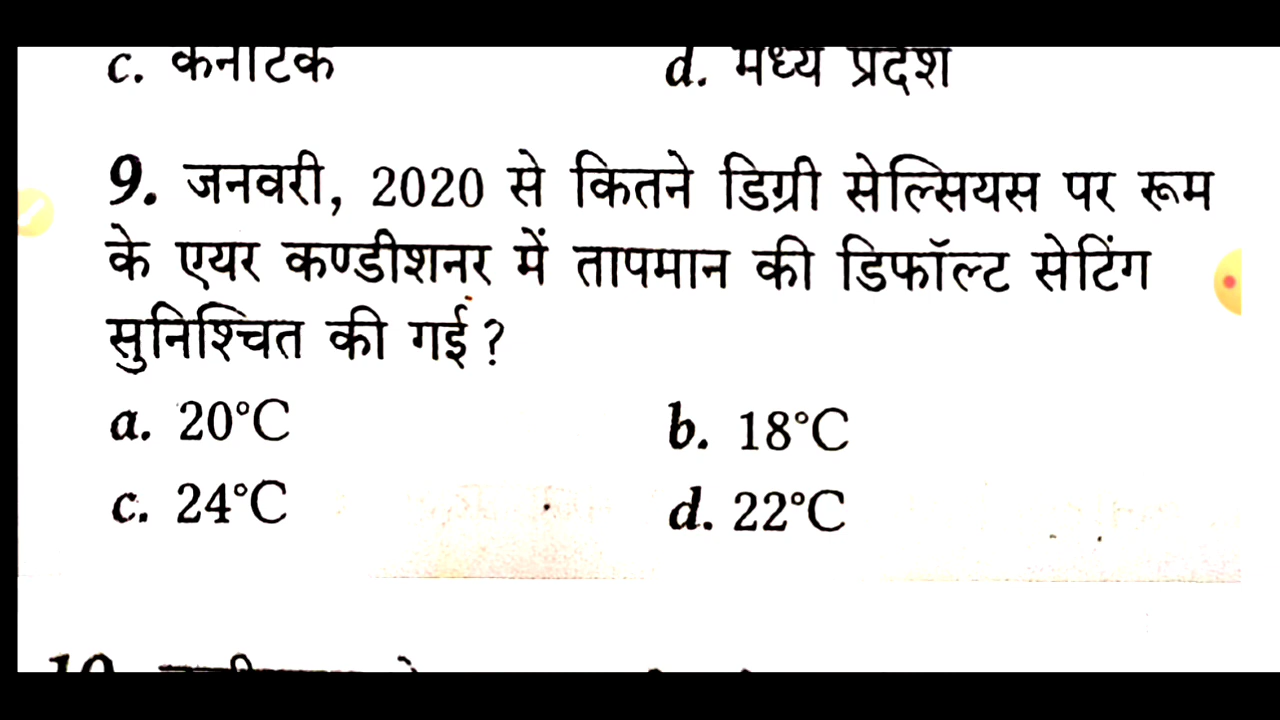 c. कर्नाटक d. मध्य प्रदेश
9. जनवरी, 2020 से कितने डिग्री सेल्सियस पर रूम
के एयर कण्डीशनर में तापमान की डिफॉल्ट सेटिंग
सुनिश्चित की गई?
a. 20°C b. 18°C
c. 24°C d. 22°C
10.